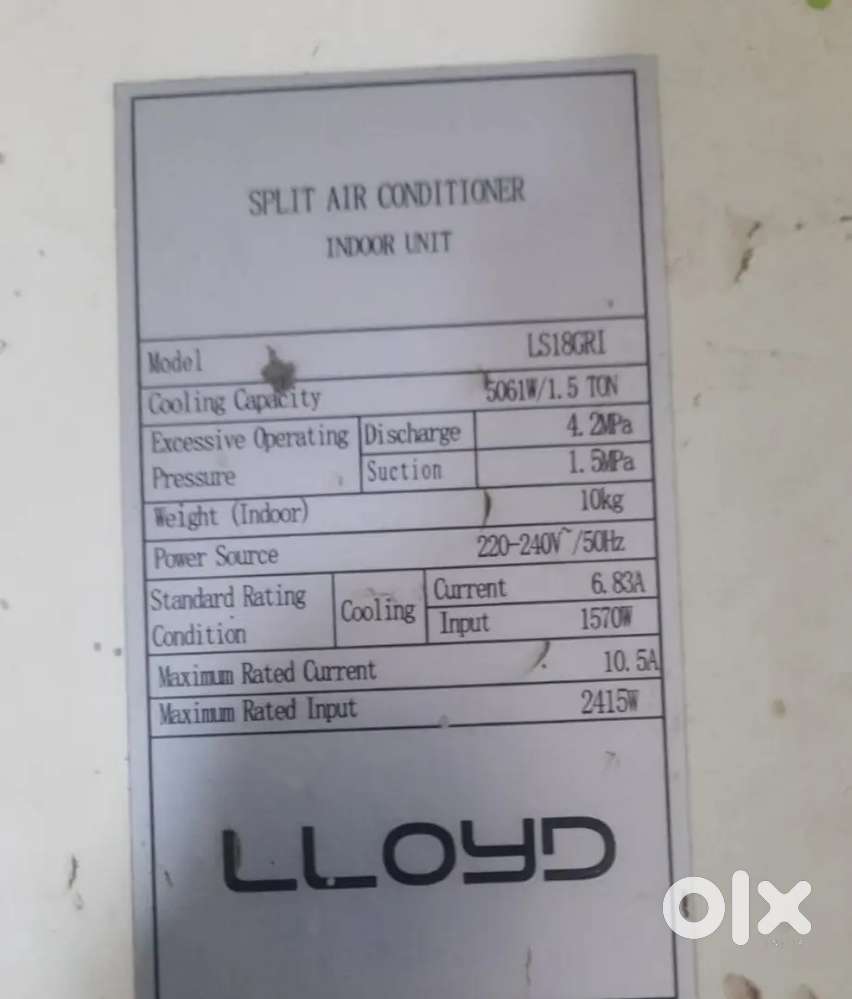 SPLIT AIR CONDITIONER
INDOOR UNIT
Model LS18GRI
Cooling Capacity 5061W/1.5 TON
Excessive Operating Pressure Discharge 4.2MPa
Suction 1.5MPa
Weight (Indoor) 10kg
Power Source 220-240V~/50Hz
Standard Rating Condition Cooling Current 6.83A
Input 1570W
Maximum Rated Current 10.5A
Maximum Rated Input 2415W
LLOYD
olx